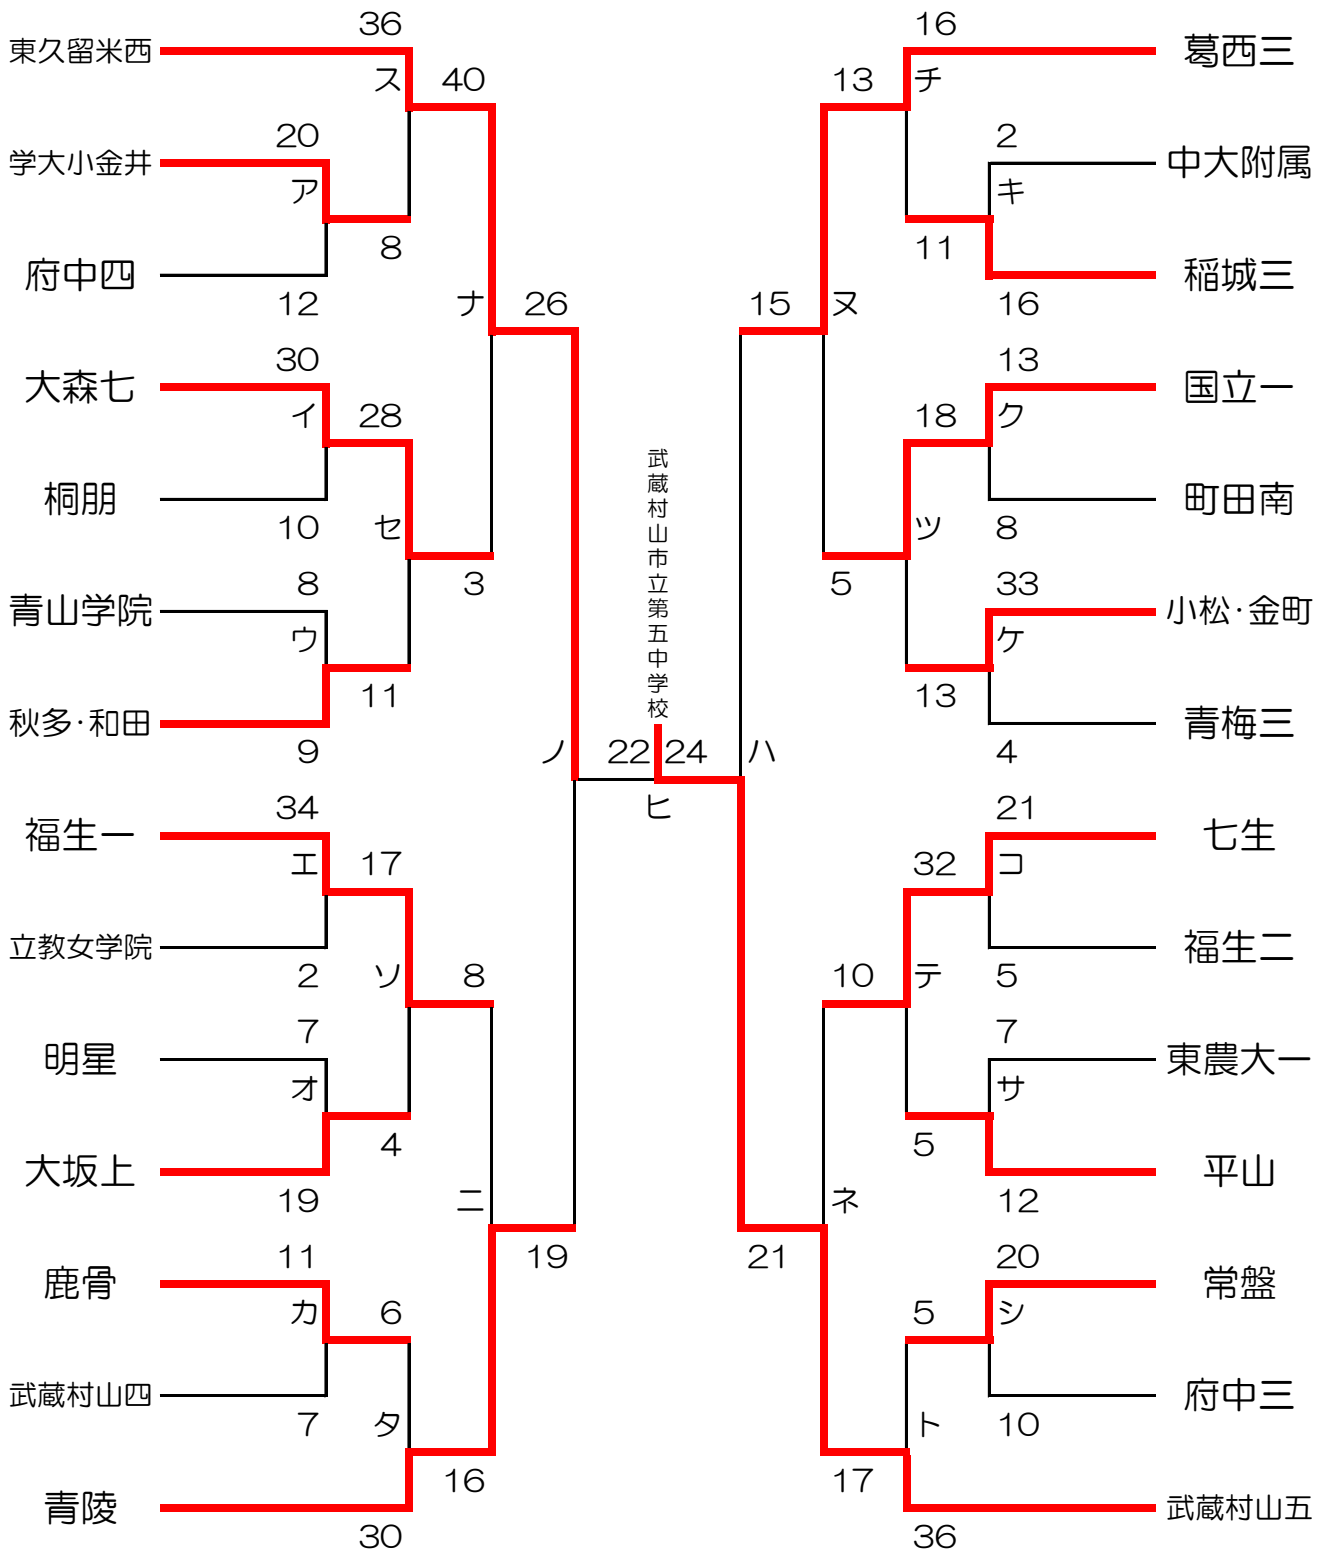 36
16
東久留米西
葛西三
ス
40
13
チ
20
2
学大小金井
中大附属
ア
キ
8
11
府中四
稲城三
12
ナ
26
15
ヌ
16
30
13
大森七
国立一
イ
28
18
ク
桐朋
町田南
10
セ
ツ
8
8
3
5
33
青山学院
小松・金町
ウ
ケ
11
13
秋多・和田
青梅三
武蔵村山市立第五中学校
9
ノ
22
24
ハ
4
ヒ
34
21
福生一
七生
エ
17
32
コ
立教女学院
福生二
2
ソ
8
10
テ
5
7
7
明星
東農大一
オ
サ
4
5
大坂上
平山
19
ニ
ネ
12
11
19
21
20
鹿骨
常盤
カ
6
5
シ
武蔵村山四
府中三
7
タ
ト
10
16
17
青陵
武蔵村山五
30
36